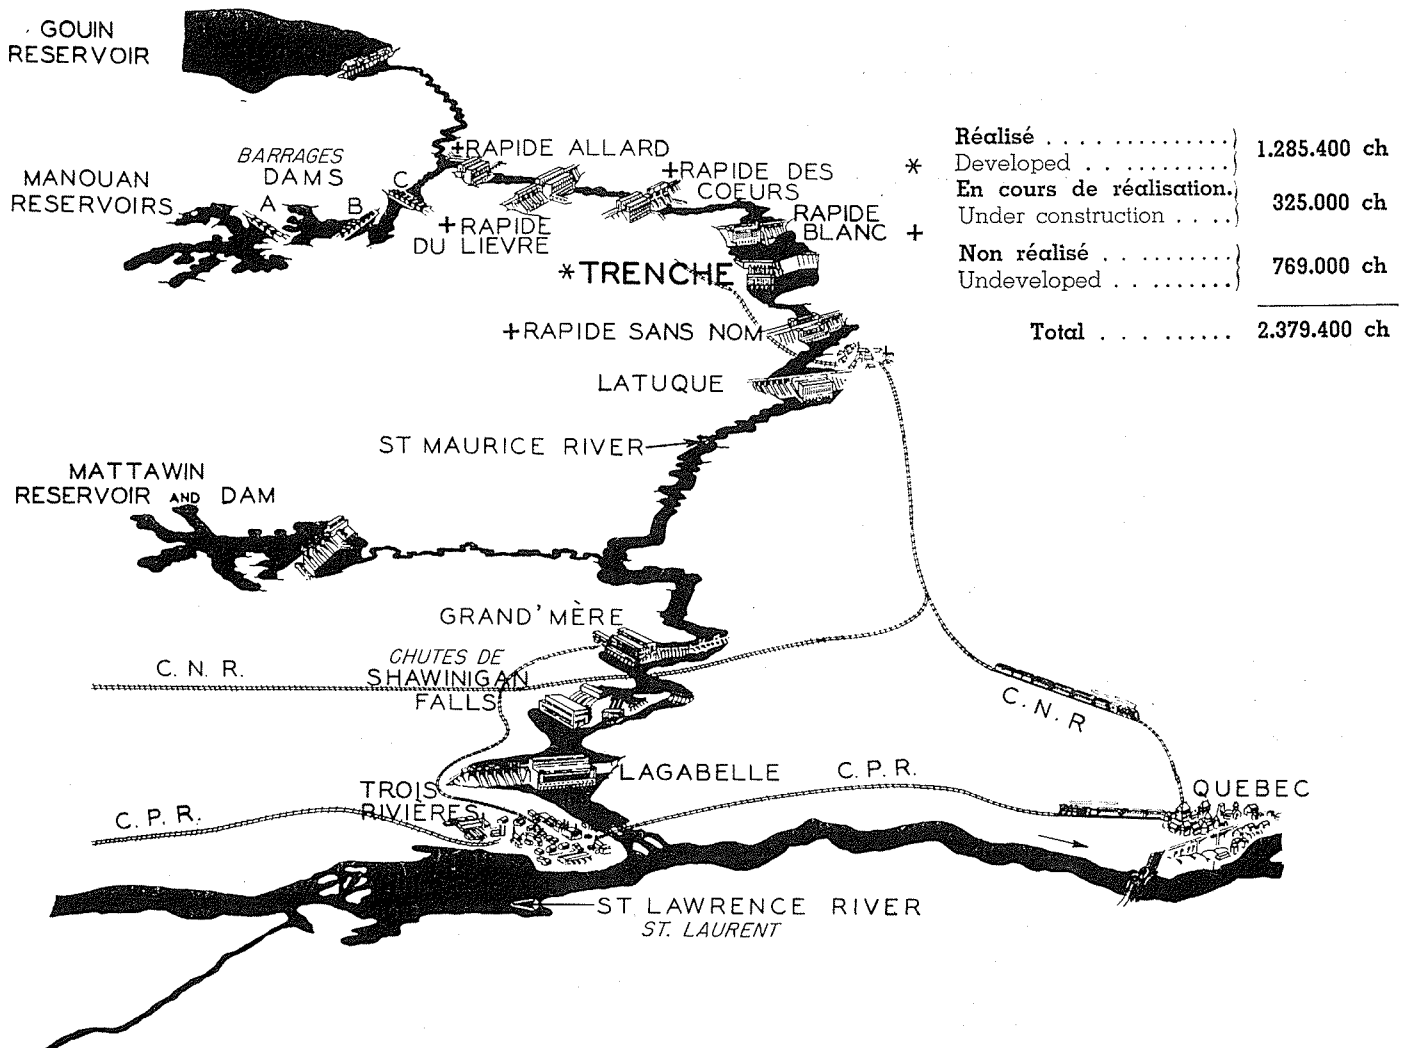 GOUIN
RESERVOIR
BARRAGES
DAMS
MANOUAN
RESERVOIRS
A
B
C
+RAPIDE ALLARD
+RAPIDE DES
COEURS
+RAPIDE
DU LIEVRE
RAPIDE
BLANC +
*TRENCHE
+RAPIDE SANS NOM
LATUQUE
ST MAURICE RIVER
MATTAWIN
RESERVOIR AND DAM
GRAND'MÈRE
CHUTES DE
SHAWINIGAN
FALLS
C. N. R.
C. N. R
LAGABELLE
C. P. R.
TROIS
RIVIÈRES
C. P. R.
QUEBEC
ST. LAWRENCE RIVER
ST. LAURENT
Réalisé . . . . . . . . . . . . . } 1.285.400 ch
* Developed . . . . . . . . . . }
En cours de réalisation. } 325.000 ch
+ Under construction . . . . }
Non réalisé . . . . . . . . . . } 769.000 ch
Undeveloped . . . . . . . . . }
Total . . . . . . . . . 2.379.400 ch